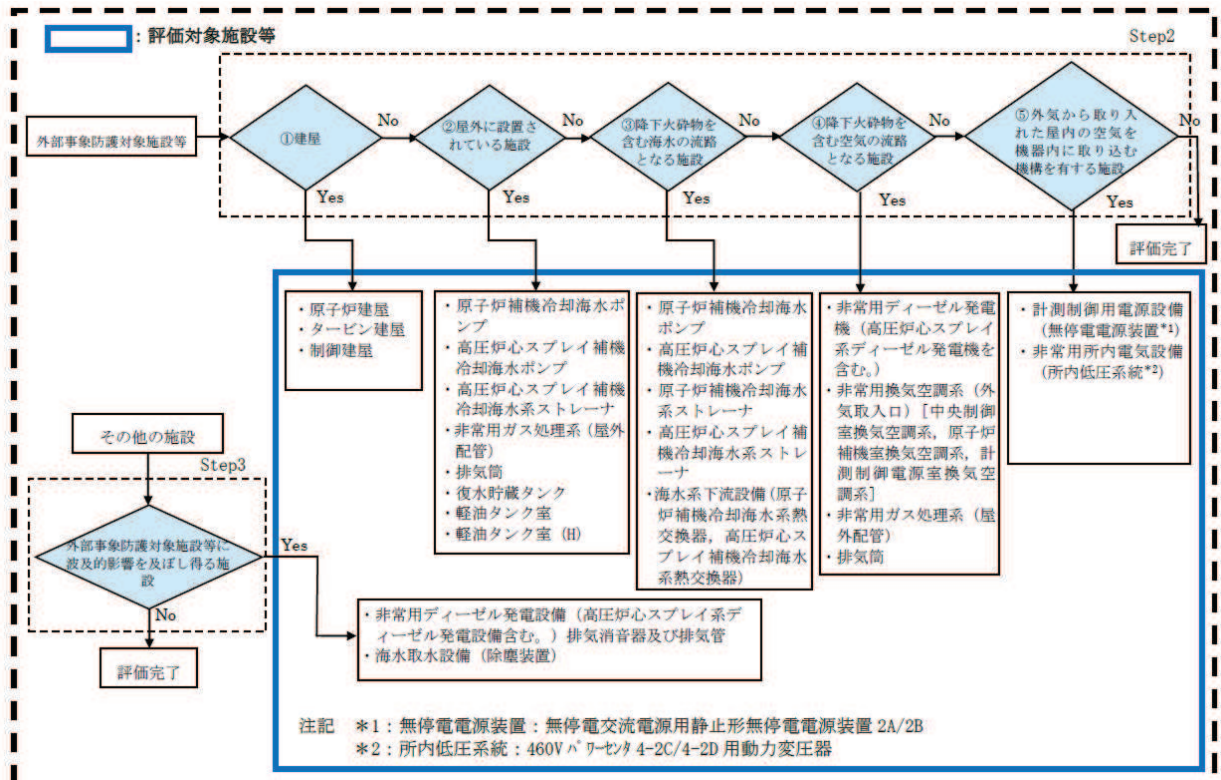 ：評価対象施設等
Step2
外部事象防護対象施設等
①建屋
No
Yes
②屋外に設置さ
れている施設
No
Yes
③降下火砕物を
含む海水の流路
となる施設
No
Yes
④降下火砕物を
含む空気の流路
となる施設
No
Yes
⑤外気から取り入
れた屋内の空気を
機器内に取り込む
機構を有する施設
No
Yes
評価完了
・原子炉建屋
・タービン建屋
・制御建屋
・原子炉補機冷却海水ポ
ンプ
・高圧炉心スプレイ補機
冷却海水ポンプ
・高圧炉心スプレイ補機
冷却海水系ストレーナ
・非常用ガス処理系（屋外
配管）
・排気筒
・復水貯蔵タンク
・軽油タンク室
・軽油タンク室（H）
・原子炉補機冷却海水
ポンプ
・高圧炉心スプレイ補
機冷却海水ポンプ
・原子炉補機冷却海水
系ストレーナ
・高圧炉心スプレイ補
機冷却海水系ストレ
ーナ
・海水系下流設備（原子
炉補機冷却海水系熱
交換器，高圧炉心ス
プレイ補機冷却海水
系熱交換器）
・非常用ディーゼル発電
機（高圧炉心スプレイ
系ディーゼル発電機を
含む。）
・非常用換気空調系（外
気取入口）［中央制御
室換気空調系，原子炉
補機室換気空調系，計
測制御電源室換気空
調系］
・非常用ガス処理系（屋
外配管）
・排気筒
・計測制御用電源設備
（無停電電源装置*1）
・非常用所内電気設備
（所内低圧系統*2）
その他の施設
Step3
外部事象防護対象施設等に
波及的影響を及ぼし得る施
設
Yes
No
評価完了
・非常用ディーゼル発電設備（高圧炉心スプレイ系デ
ィーゼル発電設備含む。）排気消音器及び排気管
・海水取水設備（除塵装置）
注記　＊1：無停電電源装置：無停電交流電源用静止形無停電電源装置 2A/2B
＊2：所内低圧系統：460V ﾊﾟﾜｰｾﾝﾀ 4-2C/4-2D 用動力変圧器